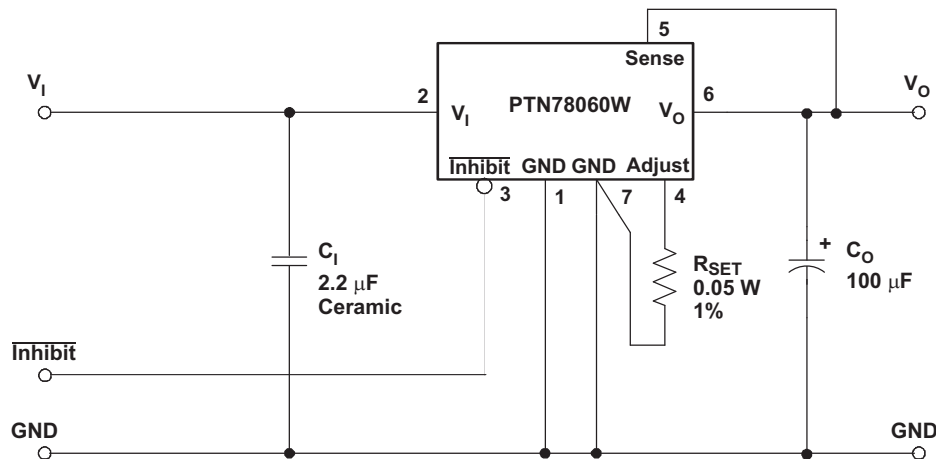 5
Sense
V_I
2
PTN78060W
6
V_O
V_I
V_O
Inhibit
GND
GND
Adjust
3
1
7
4
C_I
2.2 μF
Ceramic
R_SET
0.05 W
1%
+
C_O
100 μF
Inhibit
GND
GND